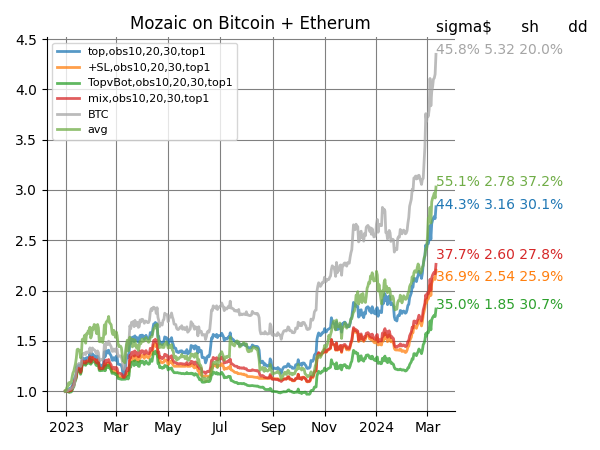 Mozaic on Bitcoin + Etherum
sigma$ sh dd
4.5
4.0
3.5
3.0
2.5
2.0
1.5
1.0
top,obs10,20,30,top1
+SL,obs10,20,30,top1
TopvBot,obs10,20,30,top1
mix,obs10,20,30,top1
BTC
avg
45.8% 5.32 20.0%
55.1% 2.78 37.2%
44.3% 3.16 30.1%
37.7% 2.60 27.8%
36.9% 2.54 25.9%
35.0% 1.85 30.7%
2023 Mar May Jul Sep Nov 2024 Mar